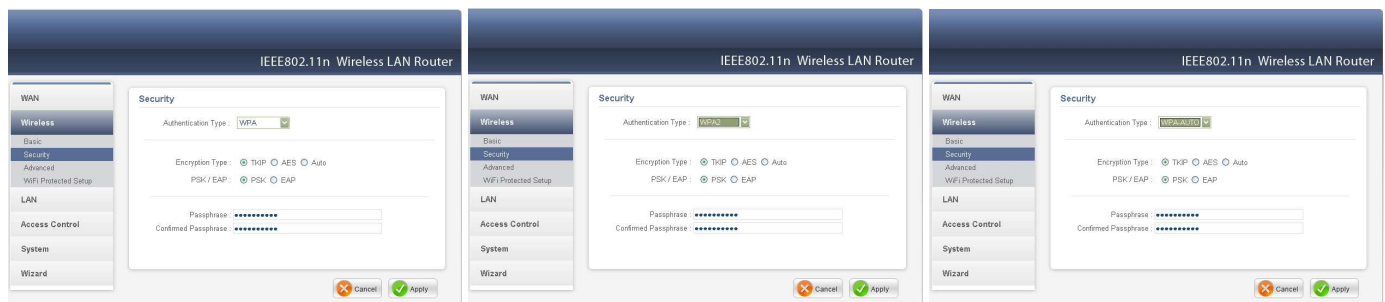 IEEE802.11n Wireless LAN Router
WAN
Wireless
Basic
Security
Advanced
WiFi Protected Setup
LAN
Access Control
System
Wizard
Security
Authentication Type : WPA
Encryption Type : TKIP AES Auto
PSK / EAP : PSK EAP
Passphrase : ••••••••••
Confirmed Passphrase : ••••••••••
Cancel Apply
IEEE802.11n Wireless LAN Router
WAN
Wireless
Basic
Security
Advanced
WiFi Protected Setup
LAN
Access Control
System
Wizard
Security
Authentication Type : WPA2
Encryption Type : TKIP AES Auto
PSK / EAP : PSK EAP
Passphrase : ••••••••••
Confirmed Passphrase : ••••••••••
Cancel Apply
IEEE802.11n Wireless LAN Router
WAN
Wireless
Basic
Security
Advanced
WiFi Protected Setup
LAN
Access Control
System
Wizard
Security
Authentication Type : WPA-AUTO
Encryption Type : TKIP AES Auto
PSK / EAP : PSK EAP
Passphrase : ••••••••••
Confirmed Passphrase : ••••••••••
Cancel Apply